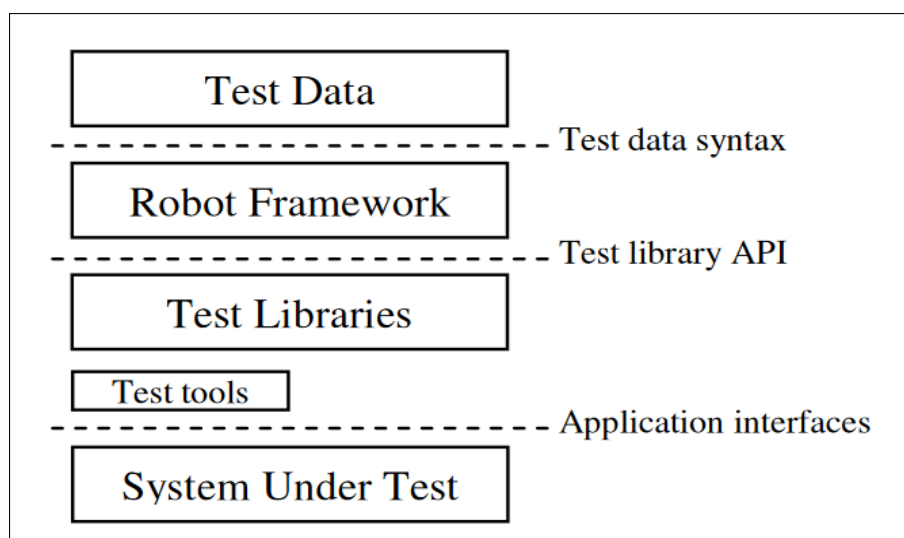 Test Data
Test data syntax
Robot Framework
Test library API
Test Libraries
Test tools
Application interfaces
System Under Test